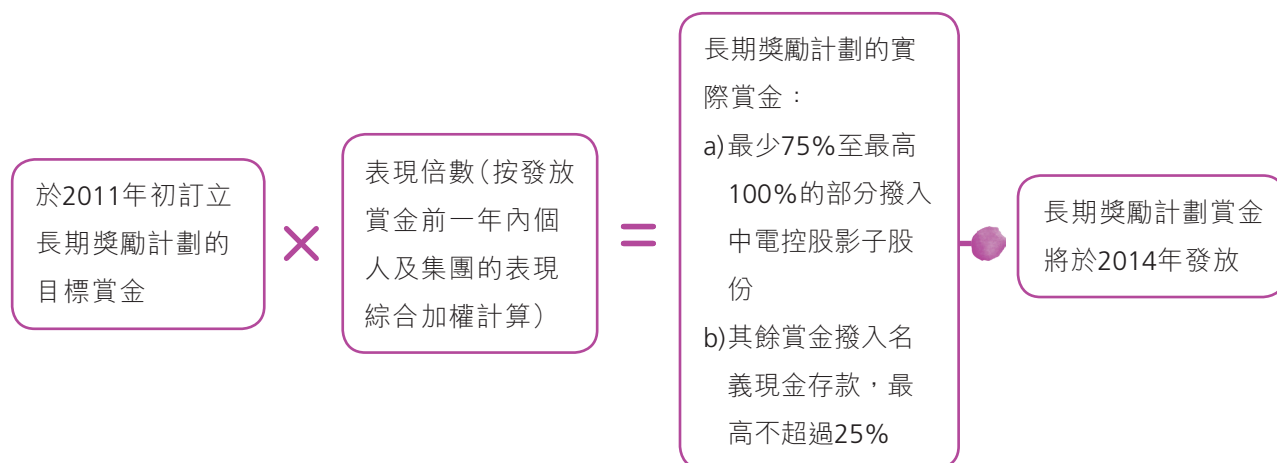 於2011年初訂立
長期獎勵計劃的
目標賞金
×
表現倍數（按發放
賞金前一年內個
人及集團的表現
綜合加權計算）
=
長期獎勵計劃的實
際賞金：
a)最少75%至最高
100%的部分撥入
中電控股影子股
份
b)其餘賞金撥入名
義現金存款，最
高不超過25%
長期獎勵計劃賞金
將於2014年發放